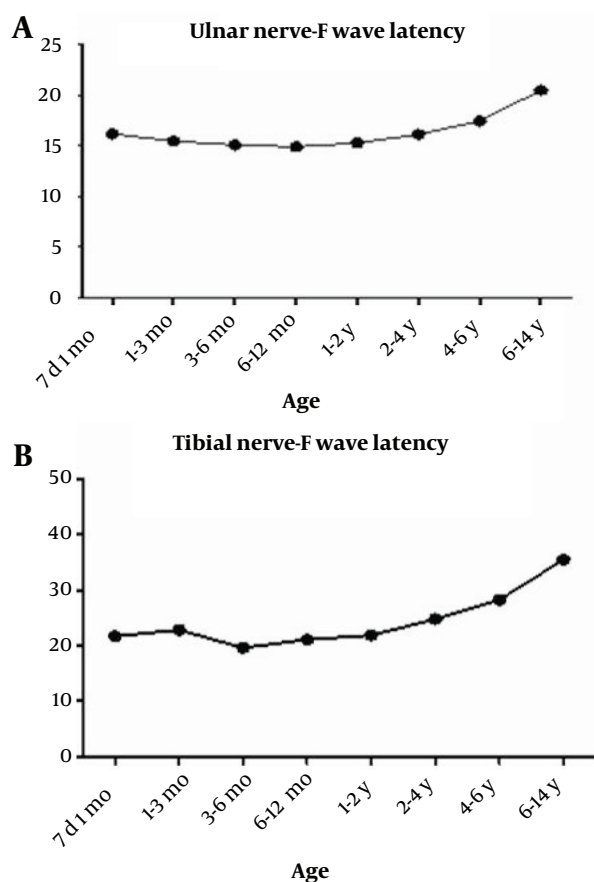 A
Ulnar nerve-F wave latency
25
20
15
10
5
0
7 d 1 mo
1-3 mo
3-6 mo
6-12 mo
1-2 y
2-4 y
4-6 y
6-14 y
Age
B
Tibial nerve-F wave latency
50
40
30
20
10
0
7 d 1 mo
1-3 mo
3-6 mo
6-12 mo
1-2 y
2-4 y
4-6 y
6-14 y
Age